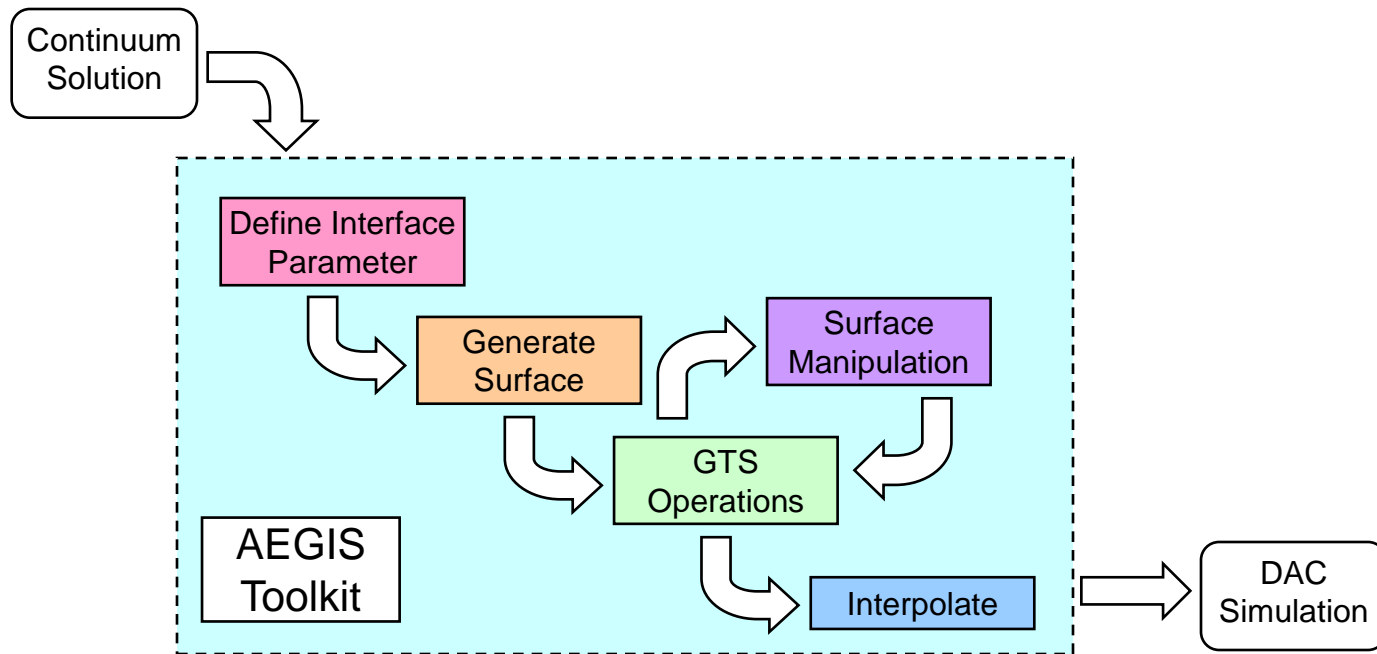 Continuum
Solution
Define Interface
Parameter
Generate
Surface
Surface
Manipulation
GTS
Operations
AEGIS
Toolkit
Interpolate
DAC
Simulation